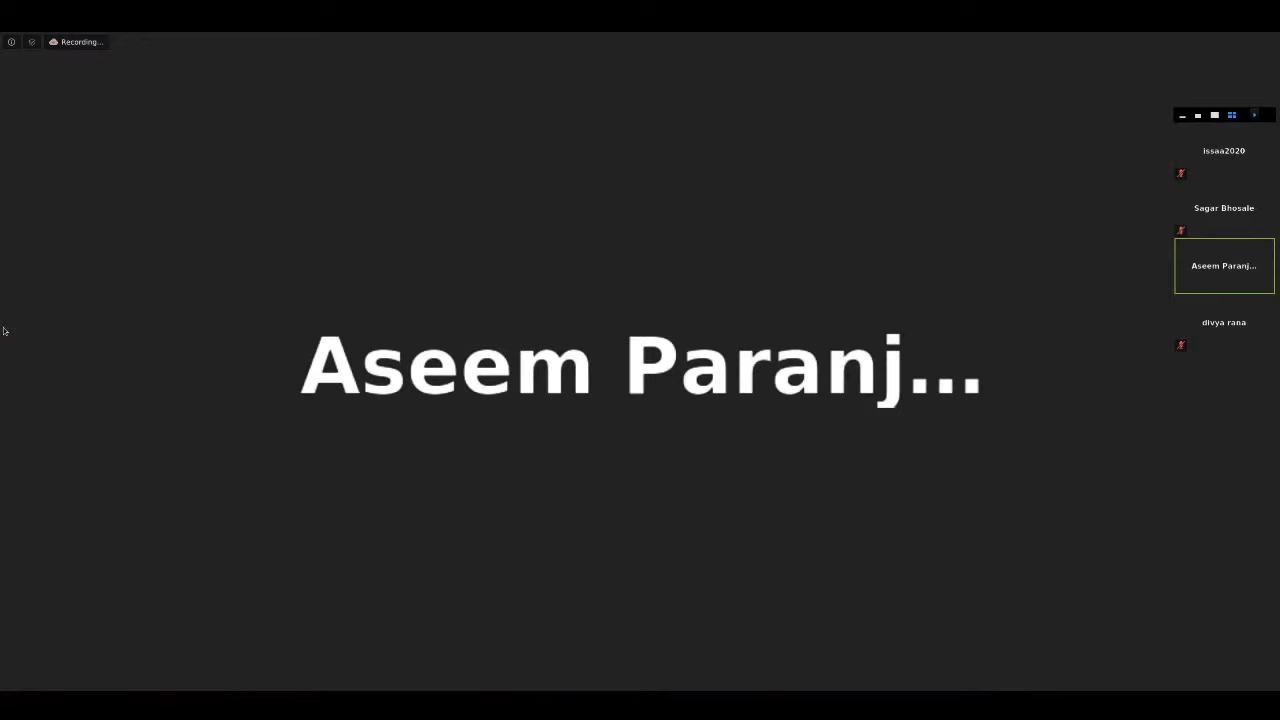 Recording...
issaa2020
Sagar Bhosale
Aseem Paranj...
divya rana
Aseem Paranj...